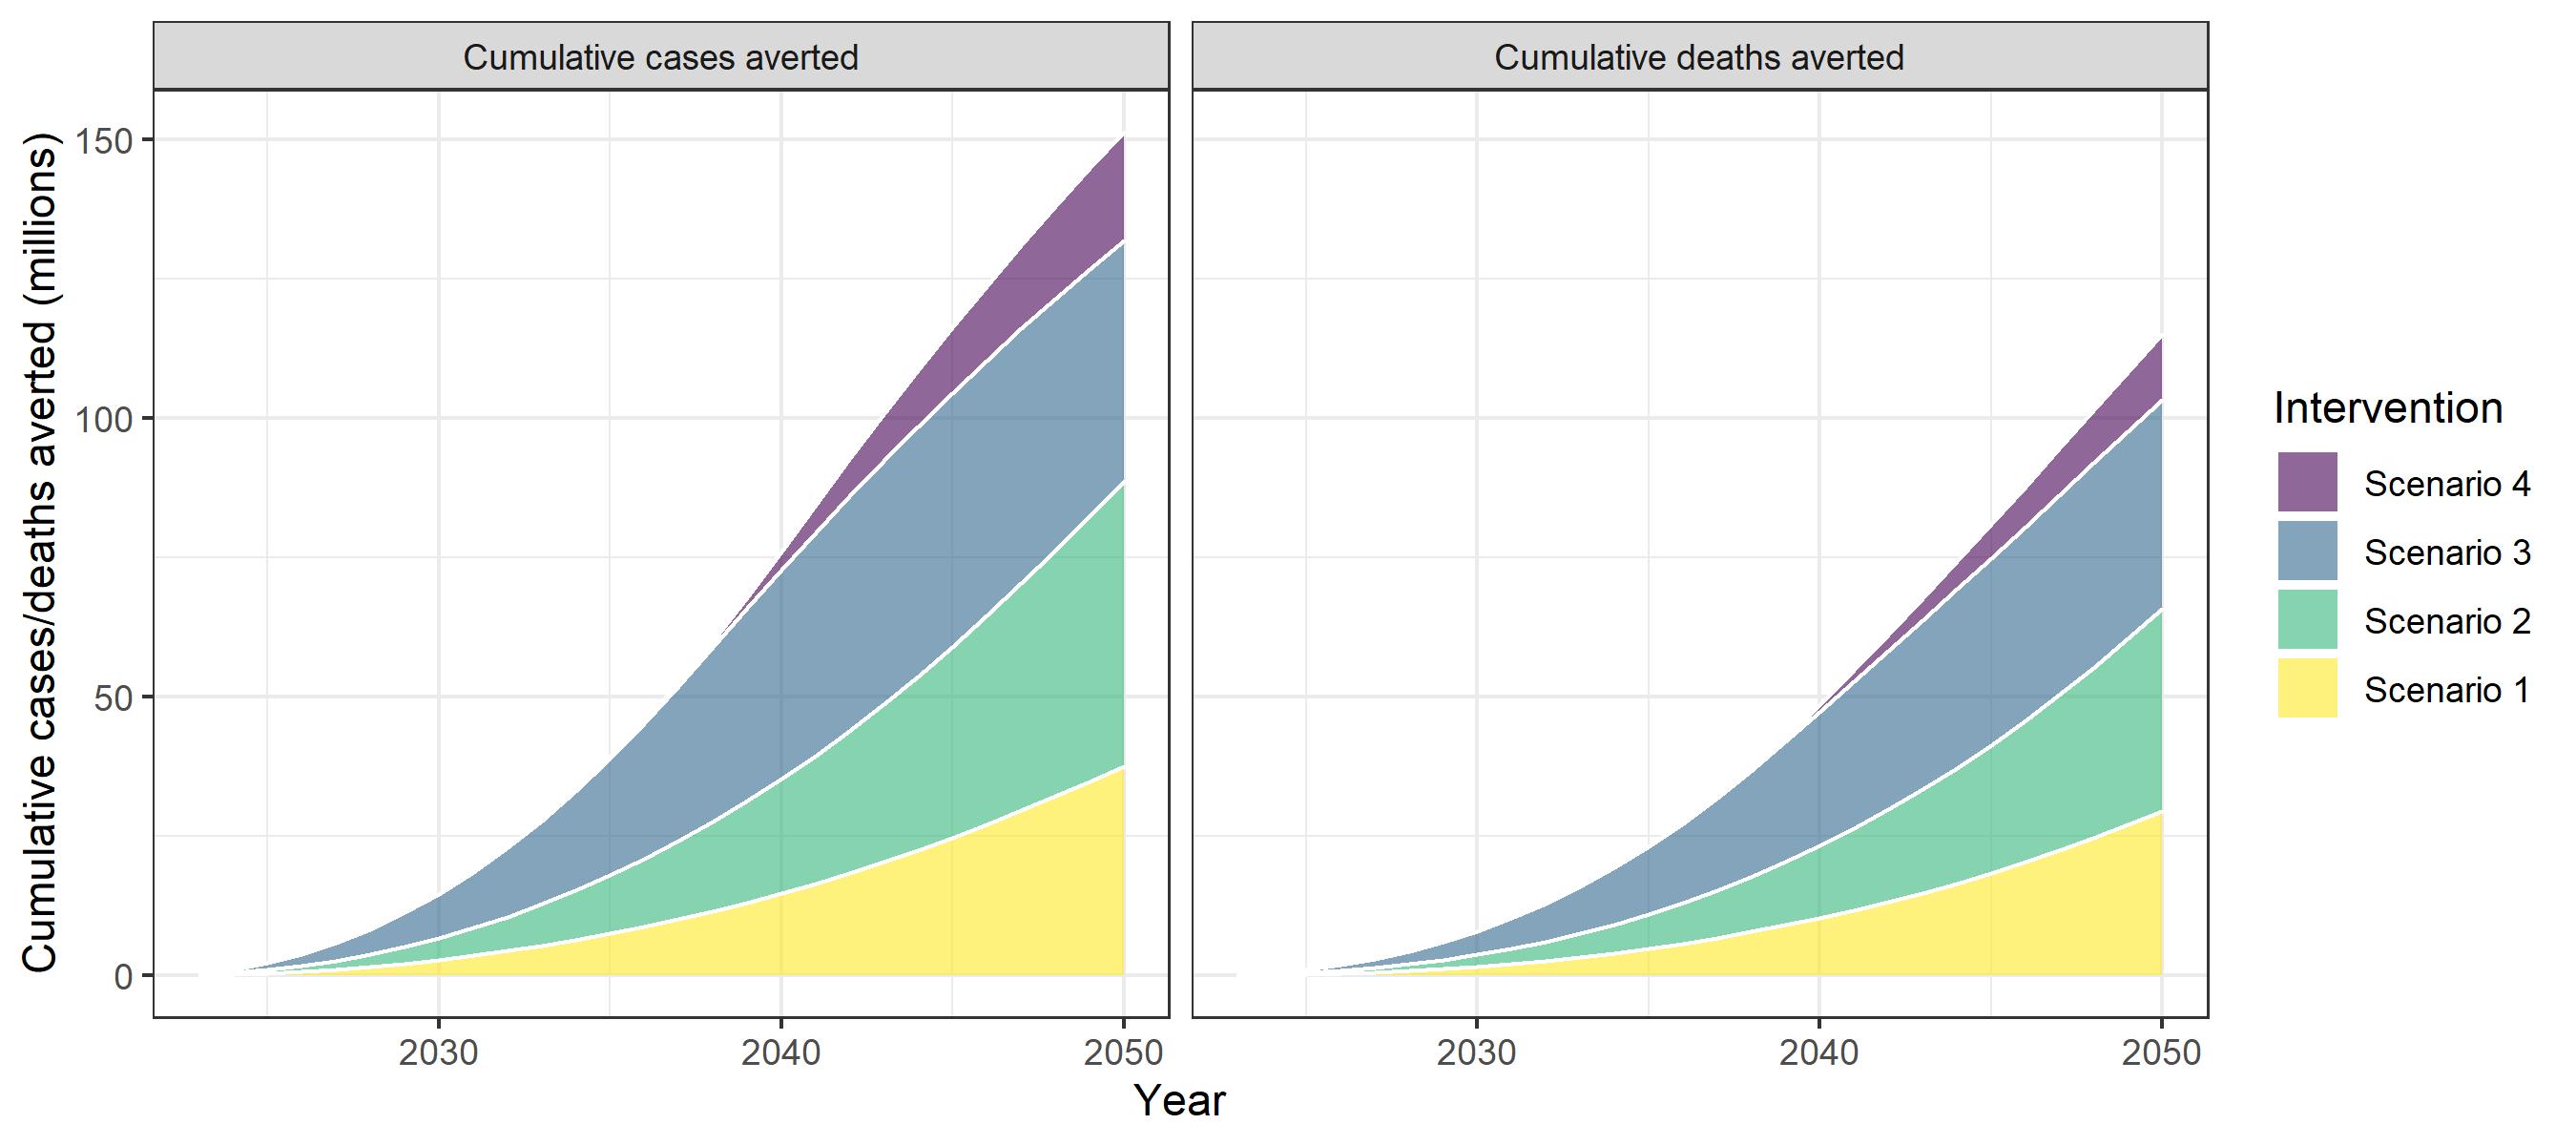 Cumulative cases averted
Cumulative deaths averted
Cumulative cases/deaths averted (millions)
150
100
50
0
2030
2040
2050
2030
2040
2050
Year
Intervention
Scenario 4
Scenario 3
Scenario 2
Scenario 1